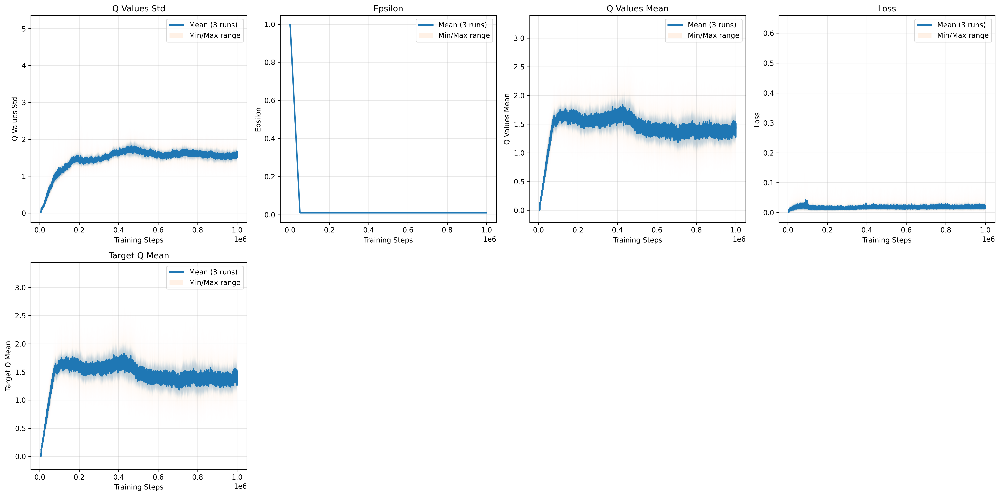 Q Values Std
Mean (3 runs)
Min/Max range
5
4
3
2
1
0
Q Values Std
0.0 0.2 0.4 0.6 0.8 1.0
1e6
Training Steps
Epsilon
Mean (3 runs)
Min/Max range
1.0
0.8
0.6
0.4
0.2
0.0
Epsilon
0.0 0.2 0.4 0.6 0.8 1.0
1e6
Training Steps
Q Values Mean
Mean (3 runs)
Min/Max range
3.0
2.5
2.0
1.5
1.0
0.5
0.0
Q Values Mean
0.0 0.2 0.4 0.6 0.8 1.0
1e6
Training Steps
Loss
Mean (3 runs)
Min/Max range
0.6
0.5
0.4
0.3
0.2
0.1
0.0
Loss
0.0 0.2 0.4 0.6 0.8 1.0
1e6
Training Steps
Target Q Mean
Mean (3 runs)
Min/Max range
3.0
2.5
2.0
1.5
1.0
0.5
0.0
Target Q Mean
0.0 0.2 0.4 0.6 0.8 1.0
1e6
Training Steps